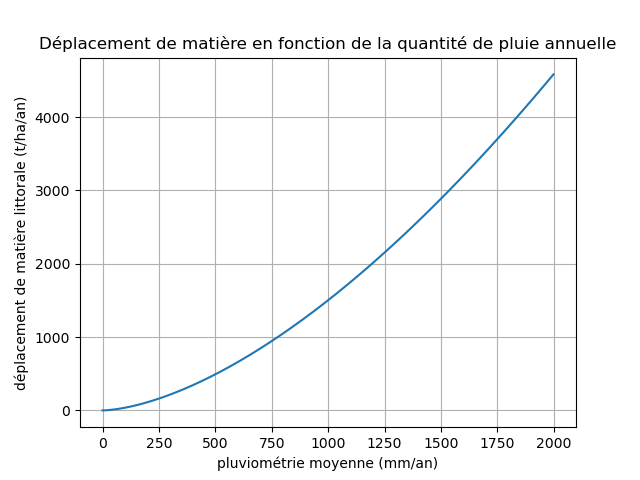 Déplacement de matière en fonction de la quantité de pluie annuelle
déplacement de matière littorale (t/ha/an)
4000
3000
2000
1000
0
0 250 500 750 1000 1250 1500 1750 2000
pluviométrie moyenne (mm/an)